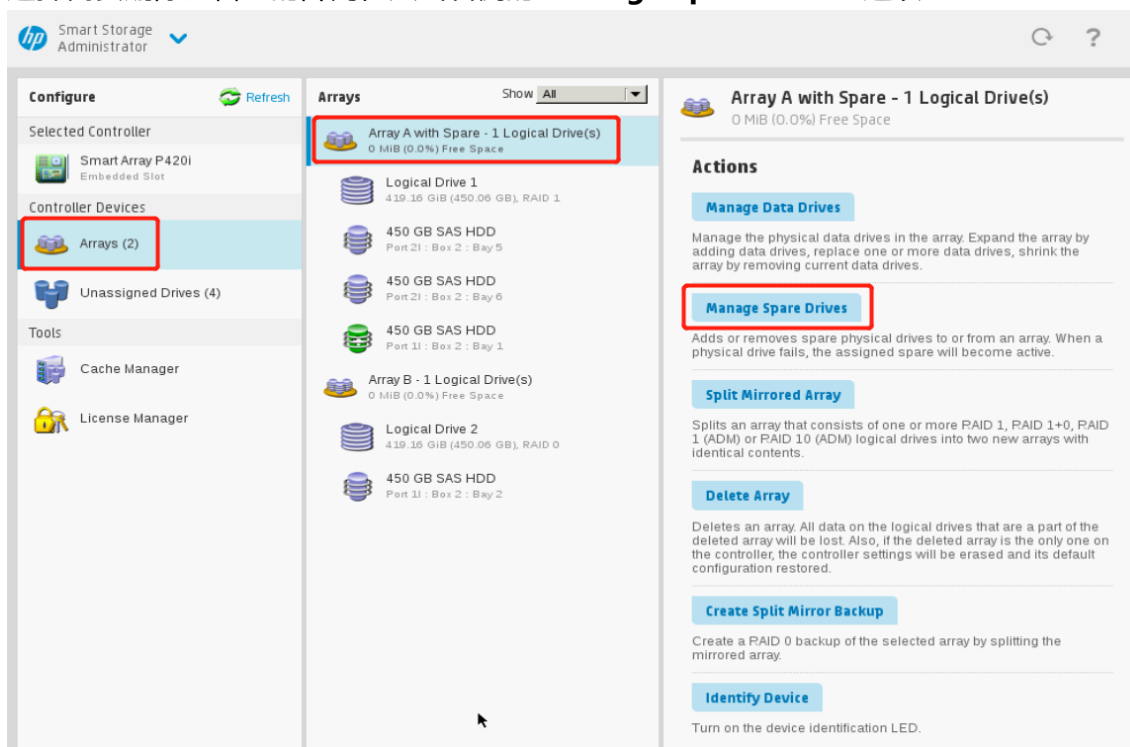 Smart Storage
Administrator
Configure
Refresh
Selected Controller
Smart Array P420i
Embedded Slot
Controller Devices
Arrays (2)
Unassigned Drives (4)
Tools
Cache Manager
License Manager
Arrays
Show All
Array A with Spare - 1 Logical Drive(s)
0 MiB (0.0%) Free Space
Logical Drive 1
419.16 GiB (450.06 GB), RAID 1
450 GB SAS HDD
Port 2I : Box 2 : Bay 5
450 GB SAS HDD
Port 2I : Box 2 : Bay 6
450 GB SAS HDD
Port 1I : Box 2 : Bay 1
Array B - 1 Logical Drive(s)
0 MiB (0.0%) Free Space
Logical Drive 2
419.16 GiB (450.06 GB), RAID 0
450 GB SAS HDD
Port 1I : Box 2 : Bay 2
Array A with Spare - 1 Logical Drive(s)
0 MiB (0.0%) Free Space
Actions
Manage Data Drives
Manage the physical data drives in the array. Expand the array by
adding data drives, replace one or more data drives, shrink the
array by removing current data drives.
Manage Spare Drives
Adds or removes spare physical drives to or from an array. When a
physical drive fails, the assigned spare will become active.
Split Mirrored Array
Splits an array that consists of one or more RAID 1, RAID 1+0, RAID
1 (ADM) or RAID 10 (ADM) logical drives into two new arrays with
identical contents.
Delete Array
Deletes an array. All data on the logical drives that are a part of the
deleted array will be lost. Also, if the deleted array is the only one on
the controller, the controller settings will be erased and its default
configuration restored.
Create Split Mirror Backup
Create a RAID 0 backup of the selected array by splitting the
mirrored array.
Identify Device
Turn on the device identification LED.